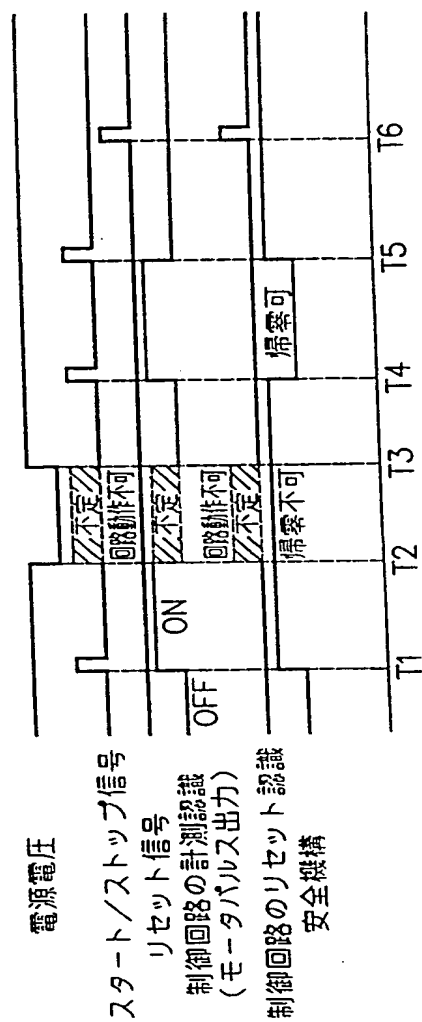 電源電圧
スタート/ストップ信号
リセット信号
制御回路の計測認識
(モータパルス出力)
制御回路のリセット認識
安全機構
不定
回路動作不可
OFF
ON
不定
回路動作不可
不定
帰零不可
帰零可
T1
T2
T3
T4
T5
T6